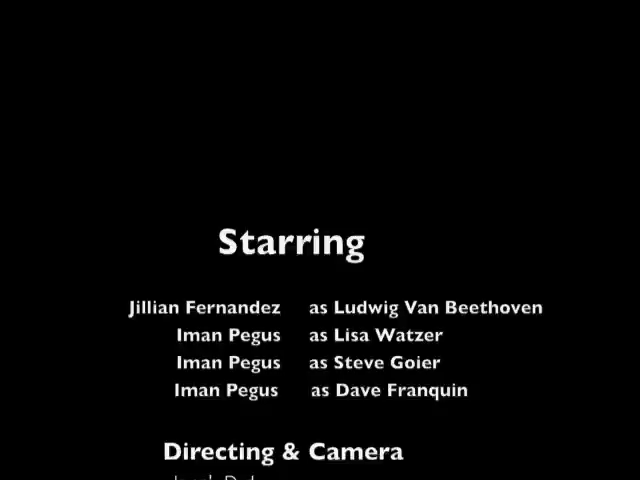 Starring
Jillian Fernandez as Ludwig Van Beethoven
Iman Pegus as Lisa Watzer
Iman Pegus as Steve Goier
Iman Pegus as Dave Franquin
Directing & Camera